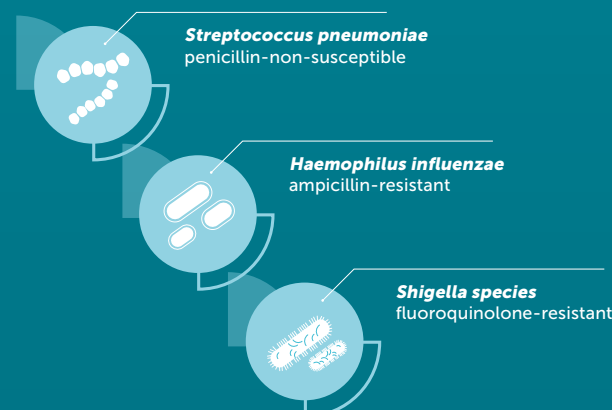 Streptococcus pneumoniae
penicillin-non-susceptible
Haemophilus influenzae
ampicillin-resistant
Shigella species
fluoroquinolone-resistant